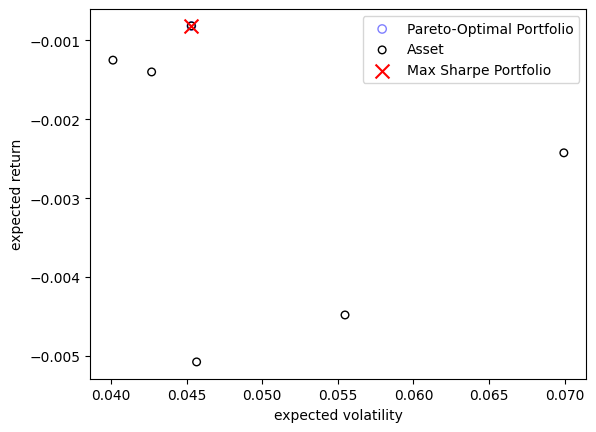 Pareto-Optimal Portfolio
Asset
Max Sharpe Portfolio
−0.001
−0.002
−0.003
−0.004
−0.005
expected return
0.040 0.045 0.050 0.055 0.060 0.065 0.070
expected volatility